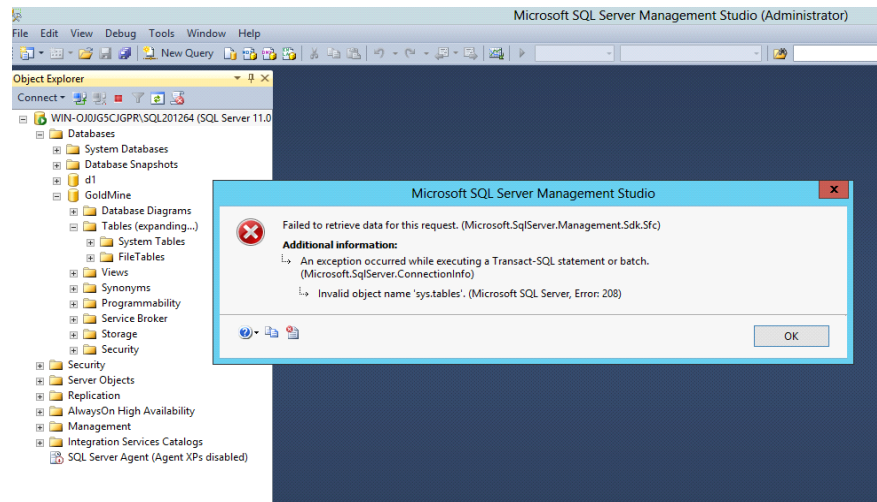 Microsoft SQL Server Management Studio (Administrator)
File Edit View Debug Tools Window Help
New Query
Object Explorer
Connect
WIN-OJ0JG5CJGPR\SQL201264 (SQL Server 11.0
Databases
System Databases
Database Snapshots
d1
GoldMine
Database Diagrams
Tables (expanding...)
System Tables
FileTables
Views
Synonyms
Programmability
Service Broker
Storage
Security
Security
Server Objects
Replication
AlwaysOn High Availability
Management
Integration Services Catalogs
SQL Server Agent (Agent XPs disabled)
Microsoft SQL Server Management Studio
x
Failed to retrieve data for this request. (Microsoft.SqlServer.Management.Sdk.Sfc)
Additional information:
An exception occurred while executing a Transact-SQL statement or batch.
(Microsoft.SqlServer.ConnectionInfo)
Invalid object name 'sys.tables'. (Microsoft SQL Server, Error: 208)
OK